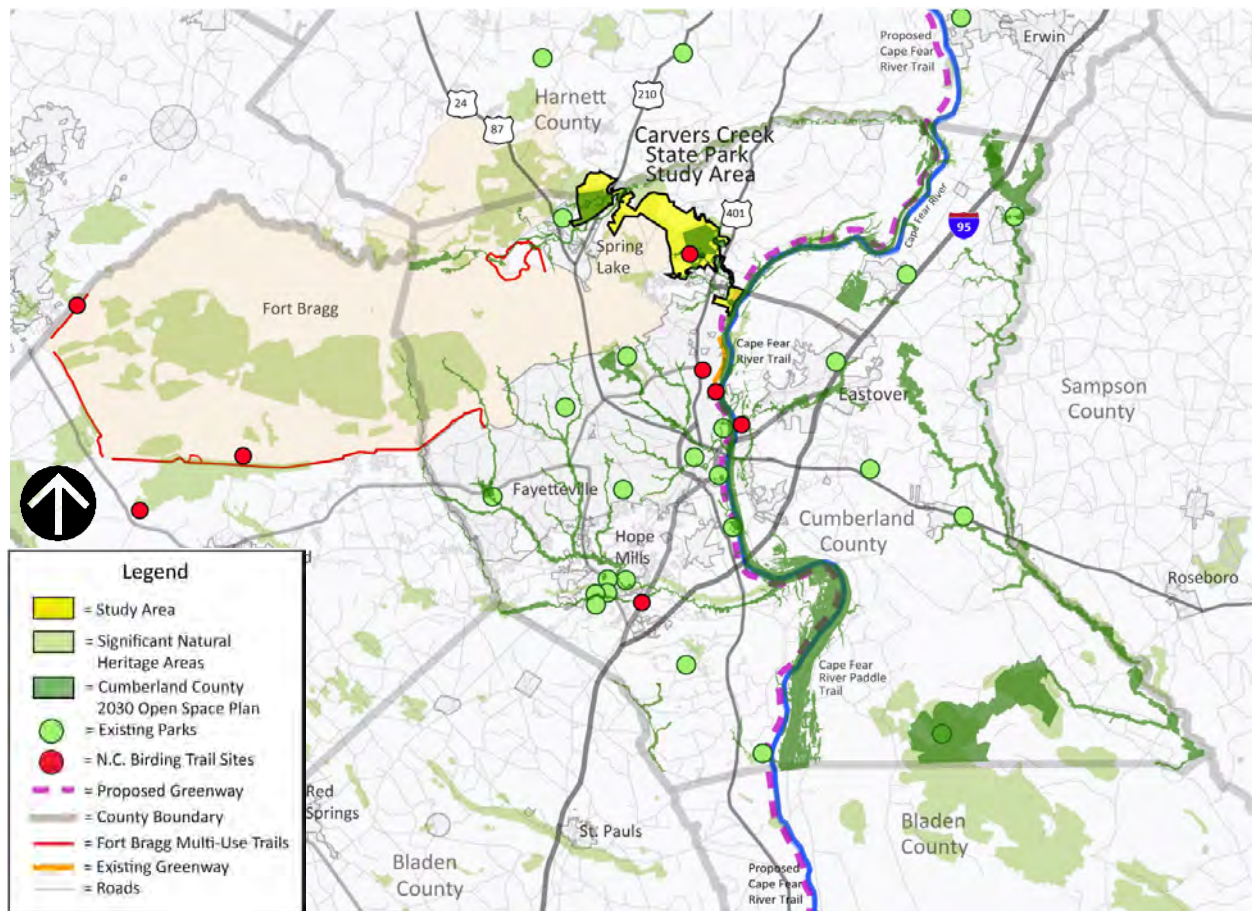 Proposed
Cape Fear
River Trail
Erwin
Harnett
County
210
24
87
Carvers Creek
State Park
Study Area
401
Cape Fear River
95
Spring
Lake
Fort Bragg
Cape Fear
River Trail
Eastover
Sampson
County
Fayetteville
Cumberland
County
Hope
Mills
Roseboro
Cape Fear
River Paddle
Trail
Red
Springs
St. Pauls
Bladen
County
Bladen
County
Proposed
Cape Fear
River Trail
Legend
= Study Area
= Significant Natural
Heritage Areas
= Cumberland County
2030 Open Space Plan
= Existing Parks
= N.C. Birding Trail Sites
= Proposed Greenway
= County Boundary
= Fort Bragg Multi-Use Trails
= Existing Greenway
= Roads